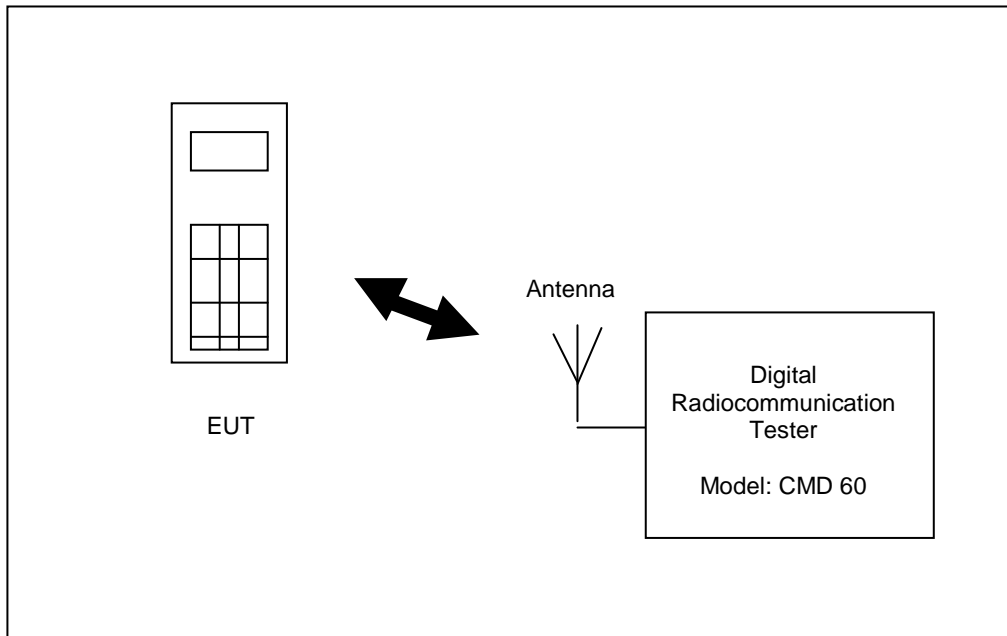 Antenna
EUT
Digital
Radiocommunication
Tester
Model: CMD 60